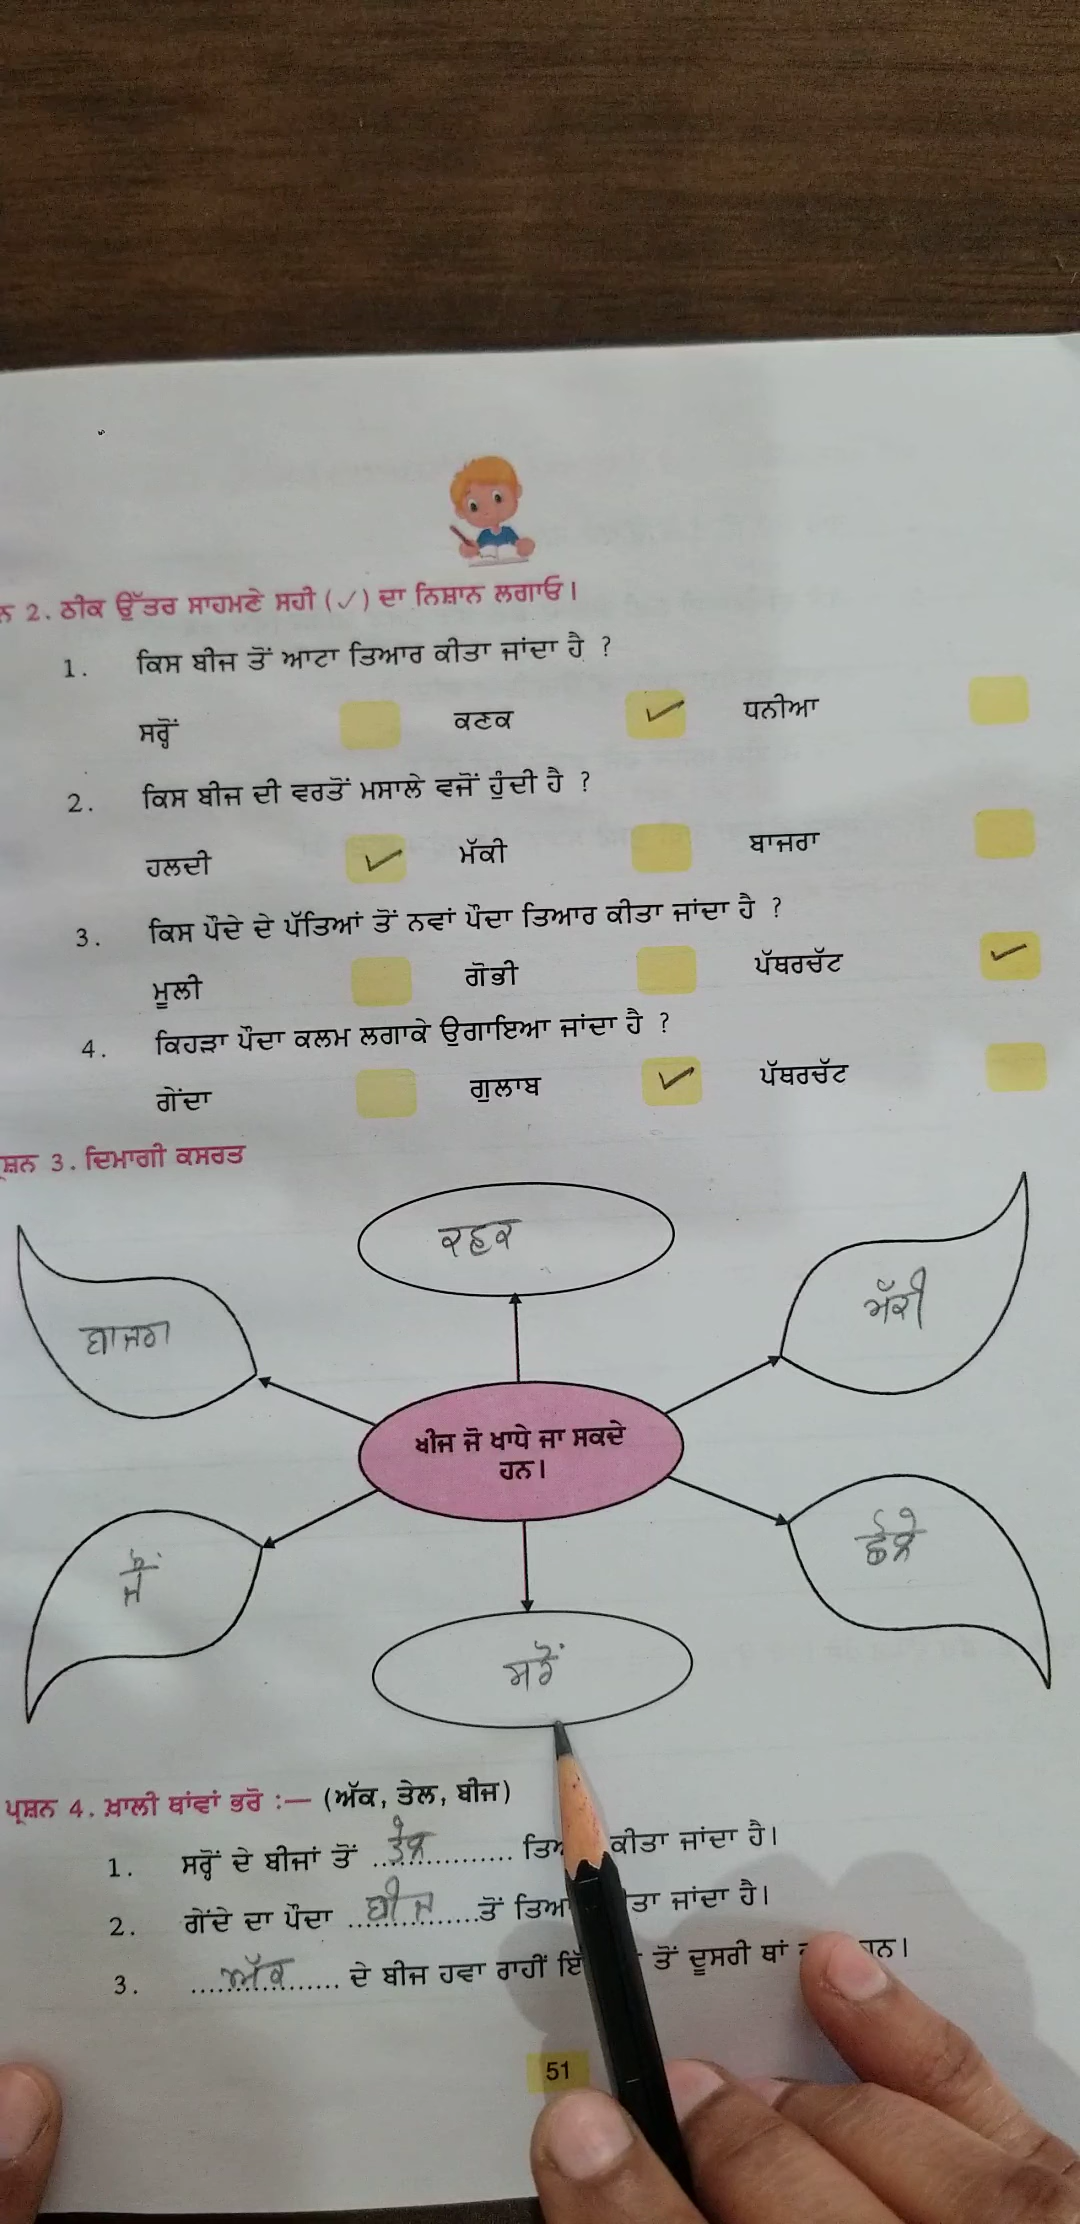 ਨ 2. ਠੀਕ ਉੱਤਰ ਸਾਹਮਣੇ ਸਹੀ (✓) ਦਾ ਨਿਸ਼ਾਨ ਲਗਾਓ।
1. ਕਿਸ ਬੀਜ ਤੋਂ ਆਟਾ ਤਿਆਰ ਕੀਤਾ ਜਾਂਦਾ ਹੈ ?
ਸਰ੍ਹੋਂ ਕਣਕ ✓ ਧਨੀਆ
2. ਕਿਸ ਬੀਜ ਦੀ ਵਰਤੋਂ ਮਸਾਲੇ ਵਜੋਂ ਹੁੰਦੀ ਹੈ ?
ਹਲਦੀ ✓ ਮੱਕੀ ਬਾਜਰਾ
3. ਕਿਸ ਪੌਦੇ ਦੇ ਪੱਤਿਆਂ ਤੋਂ ਨਵਾਂ ਪੌਦਾ ਤਿਆਰ ਕੀਤਾ ਜਾਂਦਾ ਹੈ ?
ਮੂਲੀ ਗੋਭੀ ਪੱਥਰਚੱਟ ✓
4. ਕਿਹੜਾ ਪੌਦਾ ਕਲਮ ਲਗਾਕੇ ਉਗਾਇਆ ਜਾਂਦਾ ਹੈ ?
ਗੇਂਦਾ ਗੁਲਾਬ ✓ ਪੱਥਰਚੱਟ
ਸ਼ਨ 3. ਦਿਮਾਗੀ ਕਸਰਤ
ਬਾਜਰਾ
ਮੱਕੀ
ਬੀਜ ਜੋ ਖਾਧੇ ਜਾ ਸਕਦੇ
ਹਨ।
ਜੌਂ
ਛੋਲੇ
ਸਰੋਂ
ਪ੍ਰਸ਼ਨ 4. ਖ਼ਾਲੀ ਥਾਂਵਾਂ ਭਰੋ :— (ਅੱਕ, ਤੇਲ, ਬੀਜ)
1. ਸਰ੍ਹੋਂ ਦੇ ਬੀਜਾਂ ਤੋਂ ਤੇਲ ਕੀਤਾ ਜਾਂਦਾ ਹੈ।
2. ਗੇਂਦੇ ਦਾ ਪੌਦਾ ਬੀਜ ਤੋਂ ਤਿਆ ਤਾ ਜਾਂਦਾ ਹੈ।
3. ਅੱਕ ਦੇ ਬੀਜ ਹਵਾ ਰਾਹੀਂ ਤੋਂ ਦੂਸਰੀ ਥਾਂ ਹਨ।
51